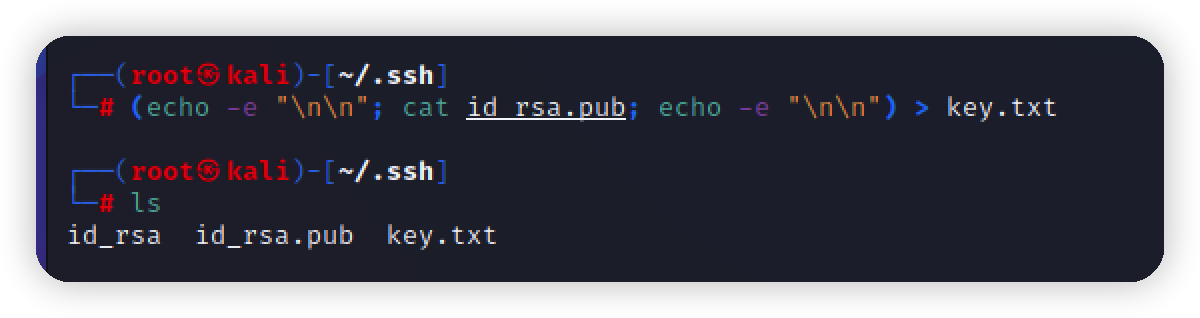 ┌──(root㉿kali)-[~/.ssh]
└─# (echo -e "\n\n"; cat id_rsa.pub; echo -e "\n\n") > key.txt
┌──(root㉿kali)-[~/.ssh]
└─# ls
id_rsa  id_rsa.pub  key.txt